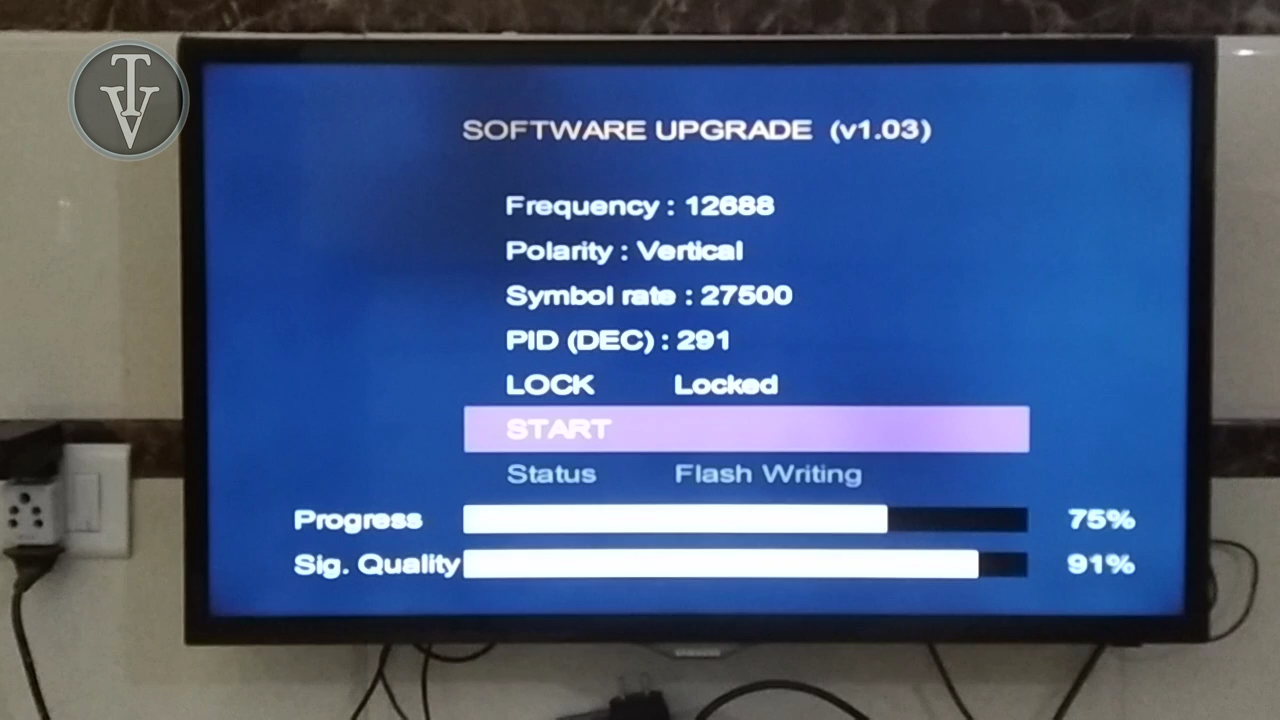 TV
SOFTWARE UPGRADE (v1.03)
Frequency : 12688
Polarity : Vertical
Symbol rate : 27500
PID (DEC) : 291
LOCK Locked
START
Status Flash Writing
Progress 75%
Sig. Quality 91%